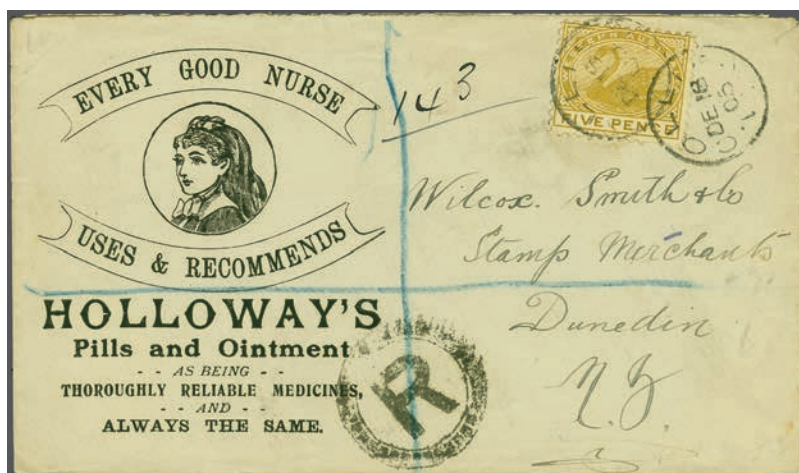 EVERY GOOD NURSE
USES & RECOMMENDS
HOLLOWAY'S
Pills and Ointment
- - AS BEING - -
THOROUGHLY RELIABLE MEDICINES,
- - AND - -
ALWAYS THE SAME.
143
FIVE PENCE
DE 18
05
Wilcox. Smith & Co
Stamp Merchants
Dunedin
N.Z.
R